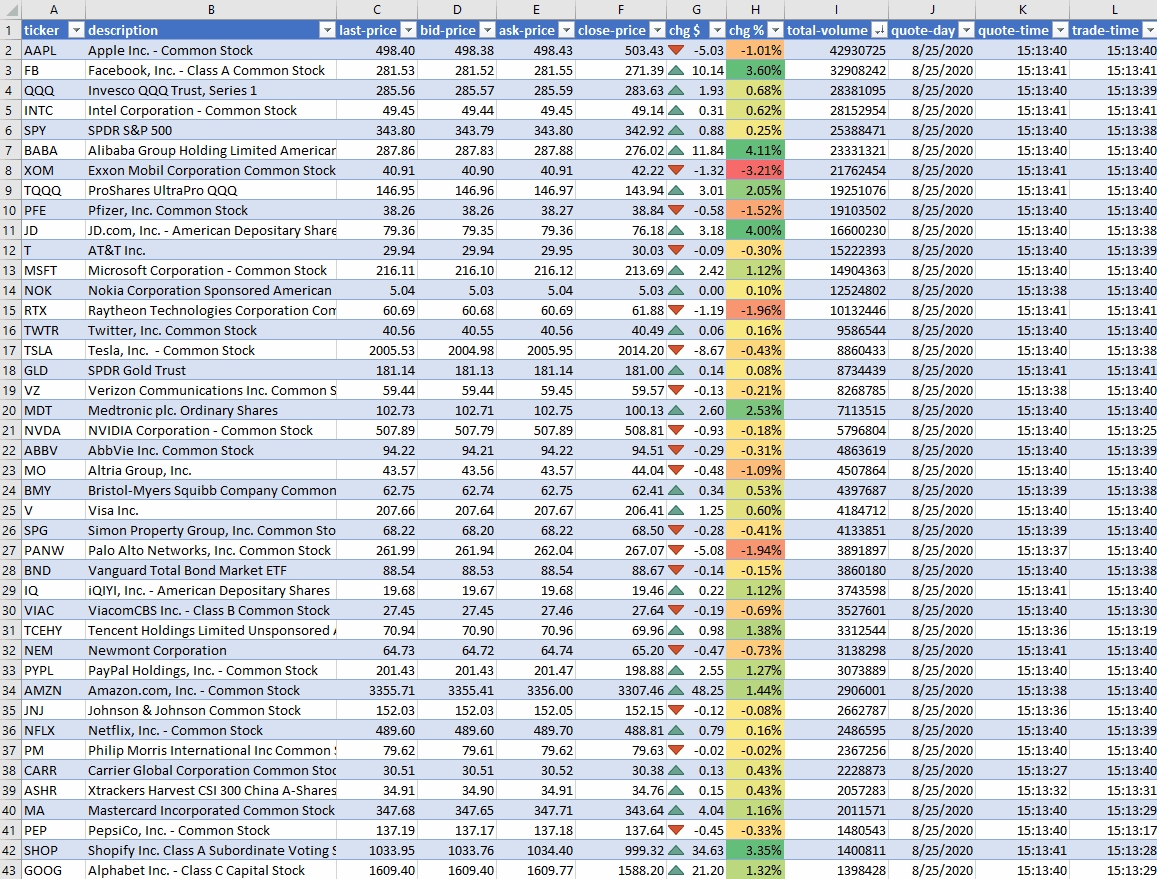 A B C D E F G H I J K L
1 ticker description last-price bid-price ask-price close-price chg $ chg % total-volume quote-day quote-time trade-time
2 AAPL Apple Inc. - Common Stock 498.40 498.38 498.43 503.43 -5.03 -1.01% 42930725 8/25/2020 15:13:40 15:13:40
3 FB Facebook, Inc. - Class A Common Stock 281.53 281.52 281.55 271.39 10.14 3.60% 32908242 8/25/2020 15:13:41 15:13:41
4 QQQ Invesco QQQ Trust, Series 1 285.56 285.57 285.59 283.63 1.93 0.68% 28381095 8/25/2020 15:13:41 15:13:39
5 INTC Intel Corporation - Common Stock 49.45 49.44 49.45 49.14 0.31 0.62% 28152954 8/25/2020 15:13:41 15:13:41
6 SPY SPDR S&P 500 343.80 343.79 343.80 342.92 0.88 0.25% 25388471 8/25/2020 15:13:40 15:13:38
7 BABA Alibaba Group Holding Limited American 287.86 287.83 287.88 276.02 11.84 4.11% 23331321 8/25/2020 15:13:41 15:13:40
8 XOM Exxon Mobil Corporation Common Stock 40.91 40.90 40.91 42.22 -1.32 -3.21% 21762454 8/25/2020 15:13:41 15:13:40
9 TQQQ ProShares UltraPro QQQ 146.95 146.96 146.97 143.94 3.01 2.05% 19251076 8/25/2020 15:13:41 15:13:40
10 PFE Pfizer, Inc. Common Stock 38.26 38.26 38.27 38.84 -0.58 -1.52% 19103502 8/25/2020 15:13:40 15:13:40
11 JD JD.com, Inc. - American Depositary Share 79.36 79.35 79.36 76.18 3.18 4.00% 16600230 8/25/2020 15:13:40 15:13:38
12 T AT&T Inc. 29.94 29.94 29.95 30.03 -0.09 -0.30% 15222393 8/25/2020 15:13:40 15:13:39
13 MSFT Microsoft Corporation - Common Stock 216.11 216.10 216.12 213.69 2.42 1.12% 14904363 8/25/2020 15:13:40 15:13:40
14 NOK Nokia Corporation Sponsored American 5.04 5.03 5.04 5.03 0.00 0.10% 12524802 8/25/2020 15:13:38 15:13:40
15 RTX Raytheon Technologies Corporation Com 60.69 60.68 60.69 61.88 -1.19 -1.96% 10132446 8/25/2020 15:13:41 15:13:41
16 TWTR Twitter, Inc. Common Stock 40.56 40.55 40.56 40.49 0.06 0.16% 9586544 8/25/2020 15:13:40 15:13:40
17 TSLA Tesla, Inc. - Common Stock 2005.53 2004.98 2005.95 2014.20 -8.67 -0.43% 8860433 8/25/2020 15:13:40 15:13:38
18 GLD SPDR Gold Trust 181.14 181.13 181.14 181.00 0.14 0.08% 8734439 8/25/2020 15:13:41 15:13:41
19 VZ Verizon Communications Inc. Common S 59.44 59.44 59.45 59.57 -0.13 -0.21% 8268785 8/25/2020 15:13:38 15:13:40
20 MDT Medtronic plc. Ordinary Shares 102.73 102.71 102.75 100.13 2.60 2.53% 7113515 8/25/2020 15:13:40 15:13:40
21 NVDA NVIDIA Corporation - Common Stock 507.89 507.79 507.89 508.81 -0.93 -0.18% 5796804 8/25/2020 15:13:40 15:13:25
22 ABBV AbbVie Inc. Common Stock 94.22 94.21 94.22 94.51 -0.29 -0.31% 4863619 8/25/2020 15:13:40 15:13:39
23 MO Altria Group, Inc. 43.57 43.56 43.57 44.04 -0.48 -1.09% 4507864 8/25/2020 15:13:40 15:13:40
24 BMY Bristol-Myers Squibb Company Common 62.75 62.74 62.75 62.41 0.34 0.53% 4397687 8/25/2020 15:13:39 15:13:38
25 V Visa Inc. 207.66 207.64 207.67 206.41 1.25 0.60% 4184712 8/25/2020 15:13:40 15:13:40
26 SPG Simon Property Group, Inc. Common Sto 68.22 68.20 68.22 68.50 -0.28 -0.41% 4133851 8/25/2020 15:13:39 15:13:40
27 PANW Palo Alto Networks, Inc. Common Stock 261.99 261.94 262.04 267.07 -5.08 -1.94% 3891897 8/25/2020 15:13:37 15:13:40
28 BND Vanguard Total Bond Market ETF 88.54 88.53 88.54 88.67 -0.14 -0.15% 3860180 8/25/2020 15:13:40 15:13:38
29 IQ iQIYI, Inc. - American Depositary Shares 19.68 19.67 19.68 19.46 0.22 1.12% 3743598 8/25/2020 15:13:41 15:13:40
30 VIAC ViacomCBS Inc. - Class B Common Stock 27.45 27.45 27.46 27.64 -0.19 -0.69% 3527601 8/25/2020 15:13:40 15:13:30
31 TCEHY Tencent Holdings Limited Unsponsored A 70.94 70.90 70.96 69.96 0.98 1.38% 3312544 8/25/2020 15:13:36 15:13:19
32 NEM Newmont Corporation 64.73 64.72 64.74 65.20 -0.47 -0.73% 3138298 8/25/2020 15:13:41 15:13:40
33 PYPL PayPal Holdings, Inc. - Common Stock 201.43 201.43 201.47 198.88 2.55 1.27% 3073889 8/25/2020 15:13:40 15:13:40
34 AMZN Amazon.com, Inc. - Common Stock 3355.71 3355.41 3356.00 3307.46 48.25 1.44% 2906001 8/25/2020 15:13:38 15:13:40
35 JNJ Johnson & Johnson Common Stock 152.03 152.03 152.05 152.15 -0.12 -0.08% 2662787 8/25/2020 15:13:36 15:13:40
36 NFLX Netflix, Inc. - Common Stock 489.60 489.60 489.70 488.81 0.79 0.16% 2486595 8/25/2020 15:13:40 15:13:39
37 PM Philip Morris International Inc Common 79.62 79.61 79.62 79.63 -0.02 -0.02% 2367256 8/25/2020 15:13:40 15:13:40
38 CARR Carrier Global Corporation Common Stoc 30.51 30.51 30.52 30.38 0.13 0.43% 2228873 8/25/2020 15:13:27 15:13:40
39 ASHR Xtrackers Harvest CSI 300 China A-Shares 34.91 34.90 34.91 34.76 0.15 0.43% 2057283 8/25/2020 15:13:32 15:13:31
40 MA Mastercard Incorporated Common Stock 347.68 347.65 347.71 343.64 4.04 1.16% 2011571 8/25/2020 15:13:40 15:13:29
41 PEP PepsiCo, Inc. - Common Stock 137.19 137.17 137.18 137.64 -0.45 -0.33% 1480543 8/25/2020 15:13:40 15:13:17
42 SHOP Shopify Inc. Class A Subordinate Voting S 1033.95 1033.76 1034.40 999.32 34.63 3.35% 1400811 8/25/2020 15:13:41 15:13:28
43 GOOG Alphabet Inc. - Class C Capital Stock 1609.40 1609.40 1609.77 1588.20 21.20 1.32% 1398428 8/25/2020 15:13:40 15:13:29